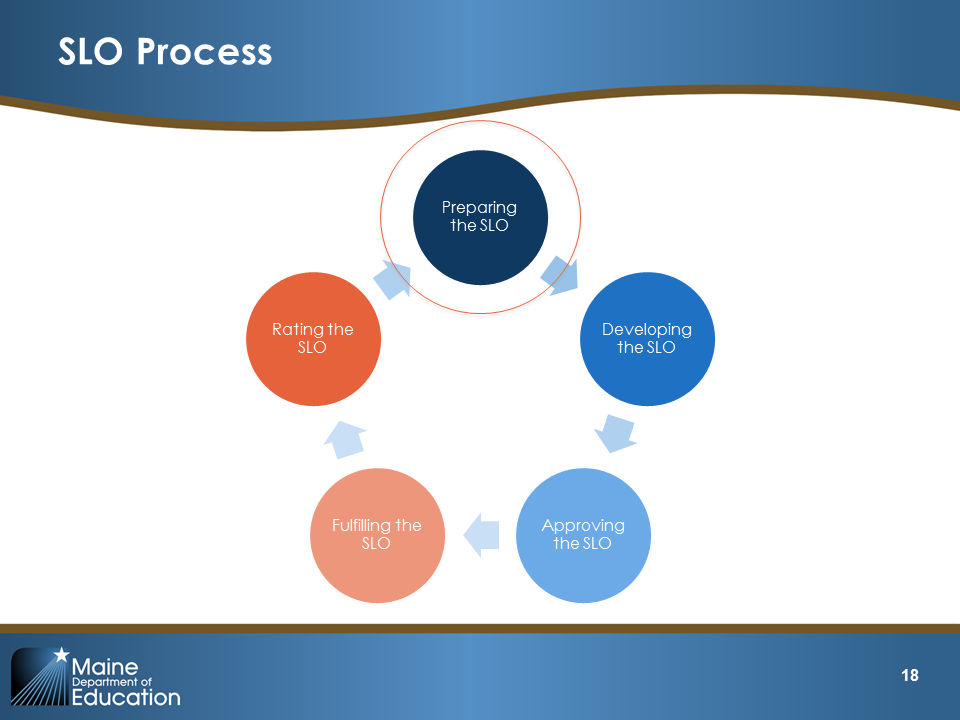 SLO Process
Preparing
the SLO
Developing
the SLO
Approving
the SLO
Fulfilling the
SLO
Rating the
SLO
Maine
Department of
Education
18